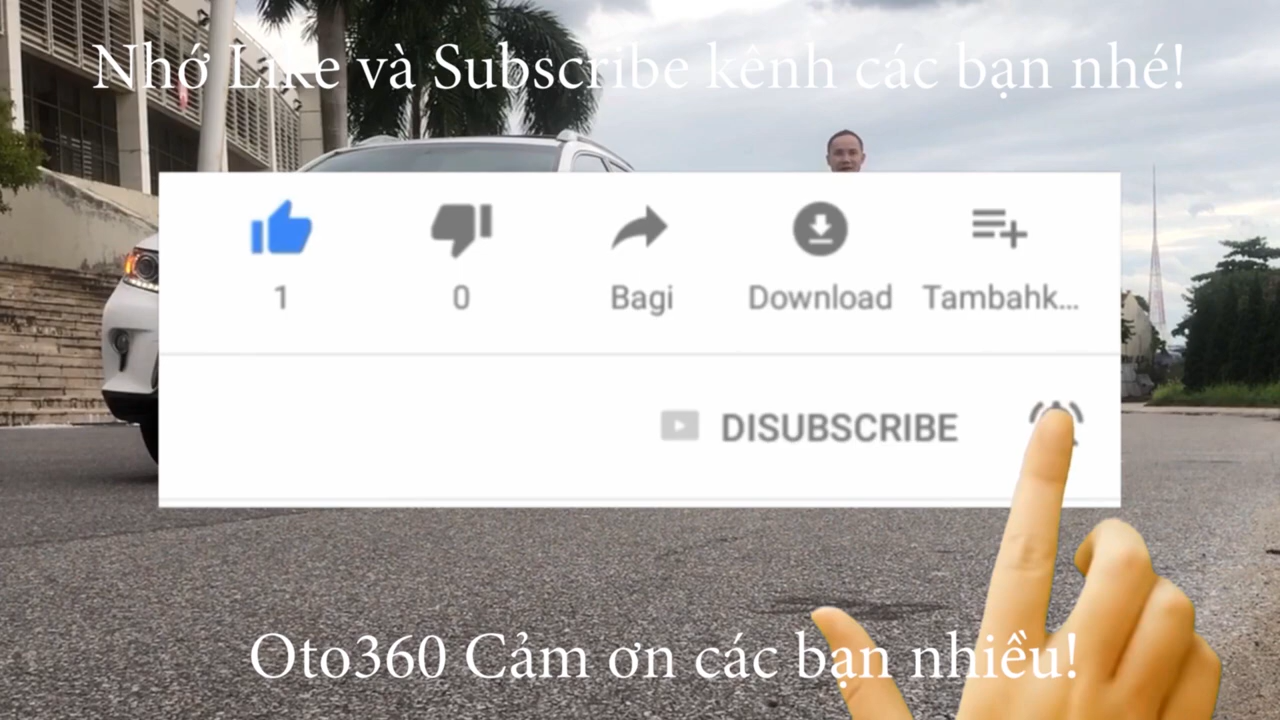 Nhớ Like và Subscribe kênh các bạn nhé!
1 0 Bagi Download Tambahk...
DISUBSCRIBE
Oto360 Cảm ơn các bạn nhiều!